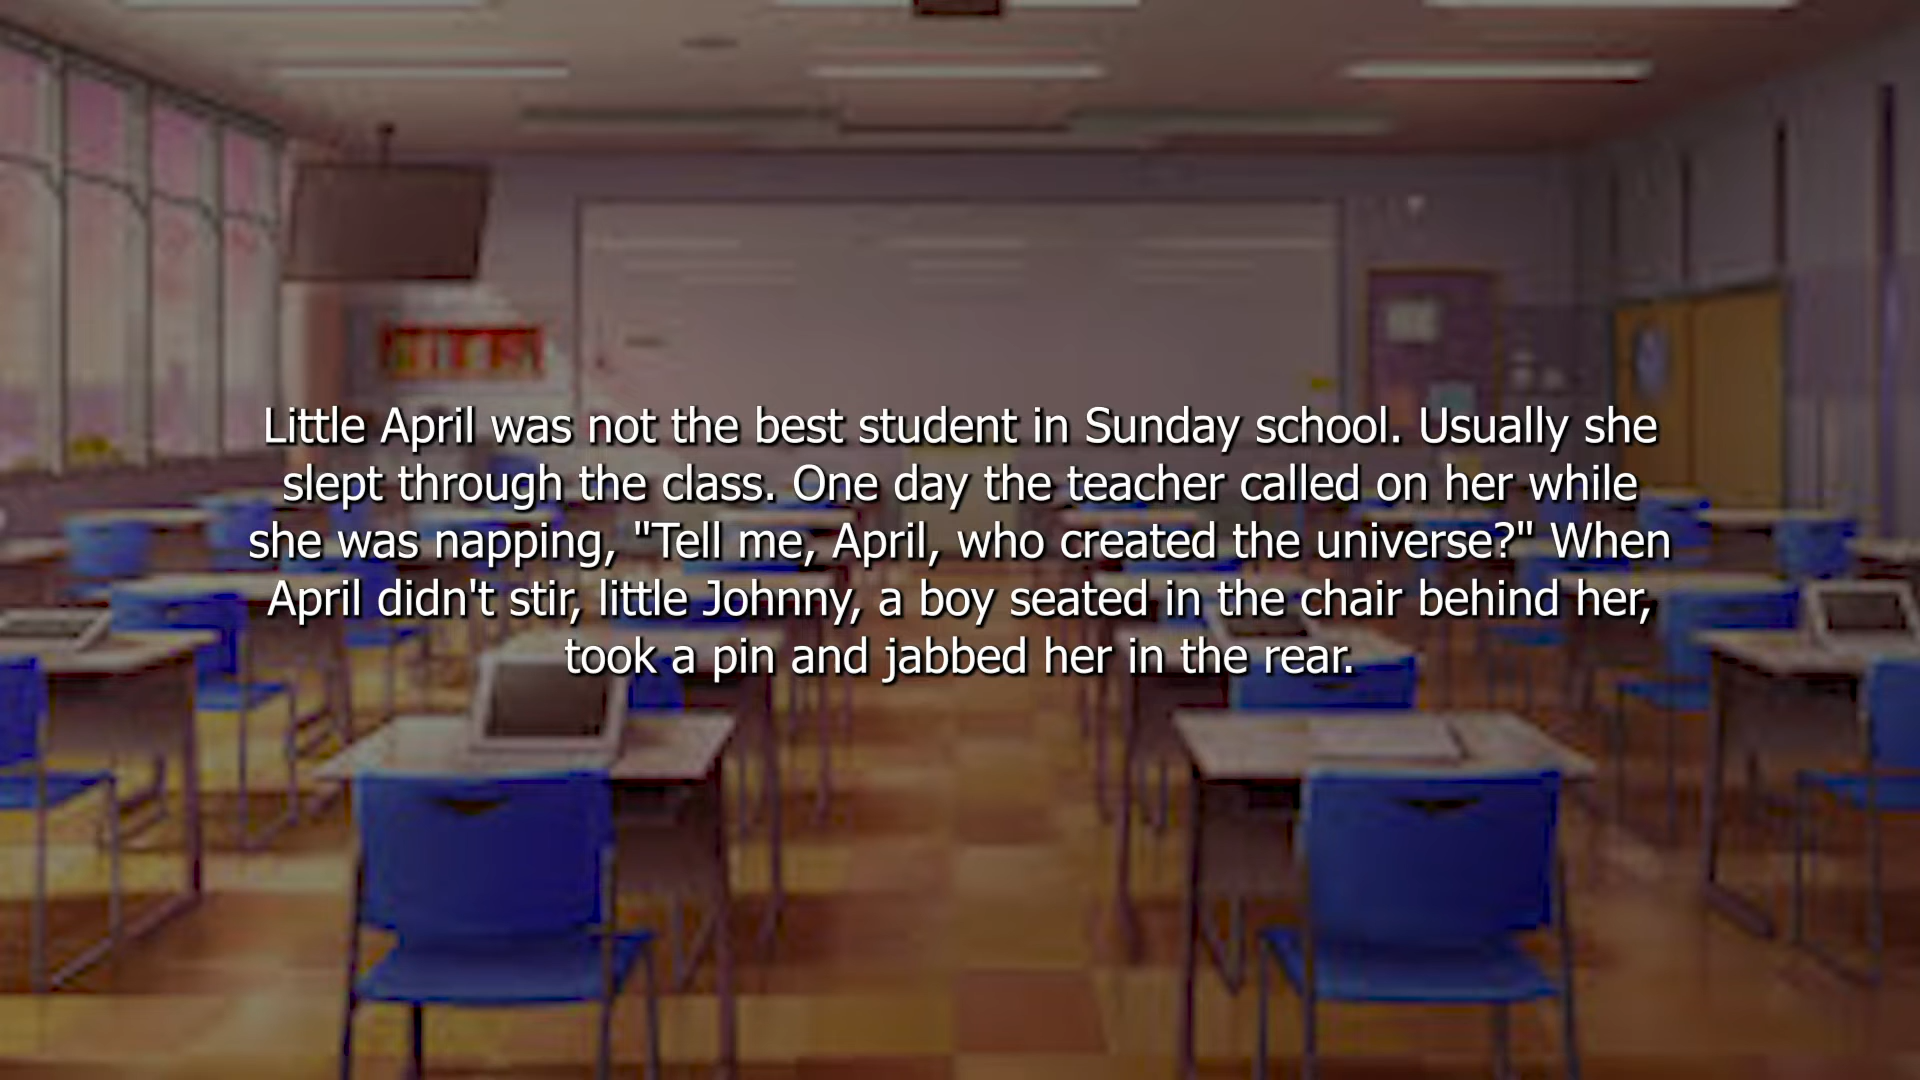 Little April was not the best student in Sunday school. Usually she
slept through the class. One day the teacher called on her while
she was napping, "Tell me, April, who created the universe?" When
April didn't stir, little Johnny, a boy seated in the chair behind her,
took a pin and jabbed her in the rear.